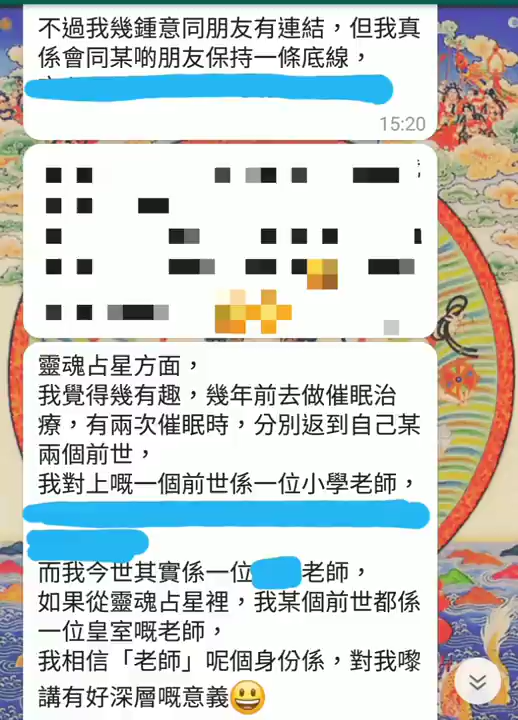 不過我幾鍾意同朋友有連結，但我真
係會同某啲朋友保持一條底線，
15:20
靈魂占星方面，
我覺得幾有趣，幾年前去做催眠治
療，有兩次催眠時，分別返到自己某
兩個前世，
我對上嘅一個前世係一位小學老師，
而我今世其實係一位老師，
如果從靈魂占星裡，我某個前世都係
一位皇室嘅老師，
我相信「老師」呢個身份係，對我嚟
講有好深層嘅意義😃